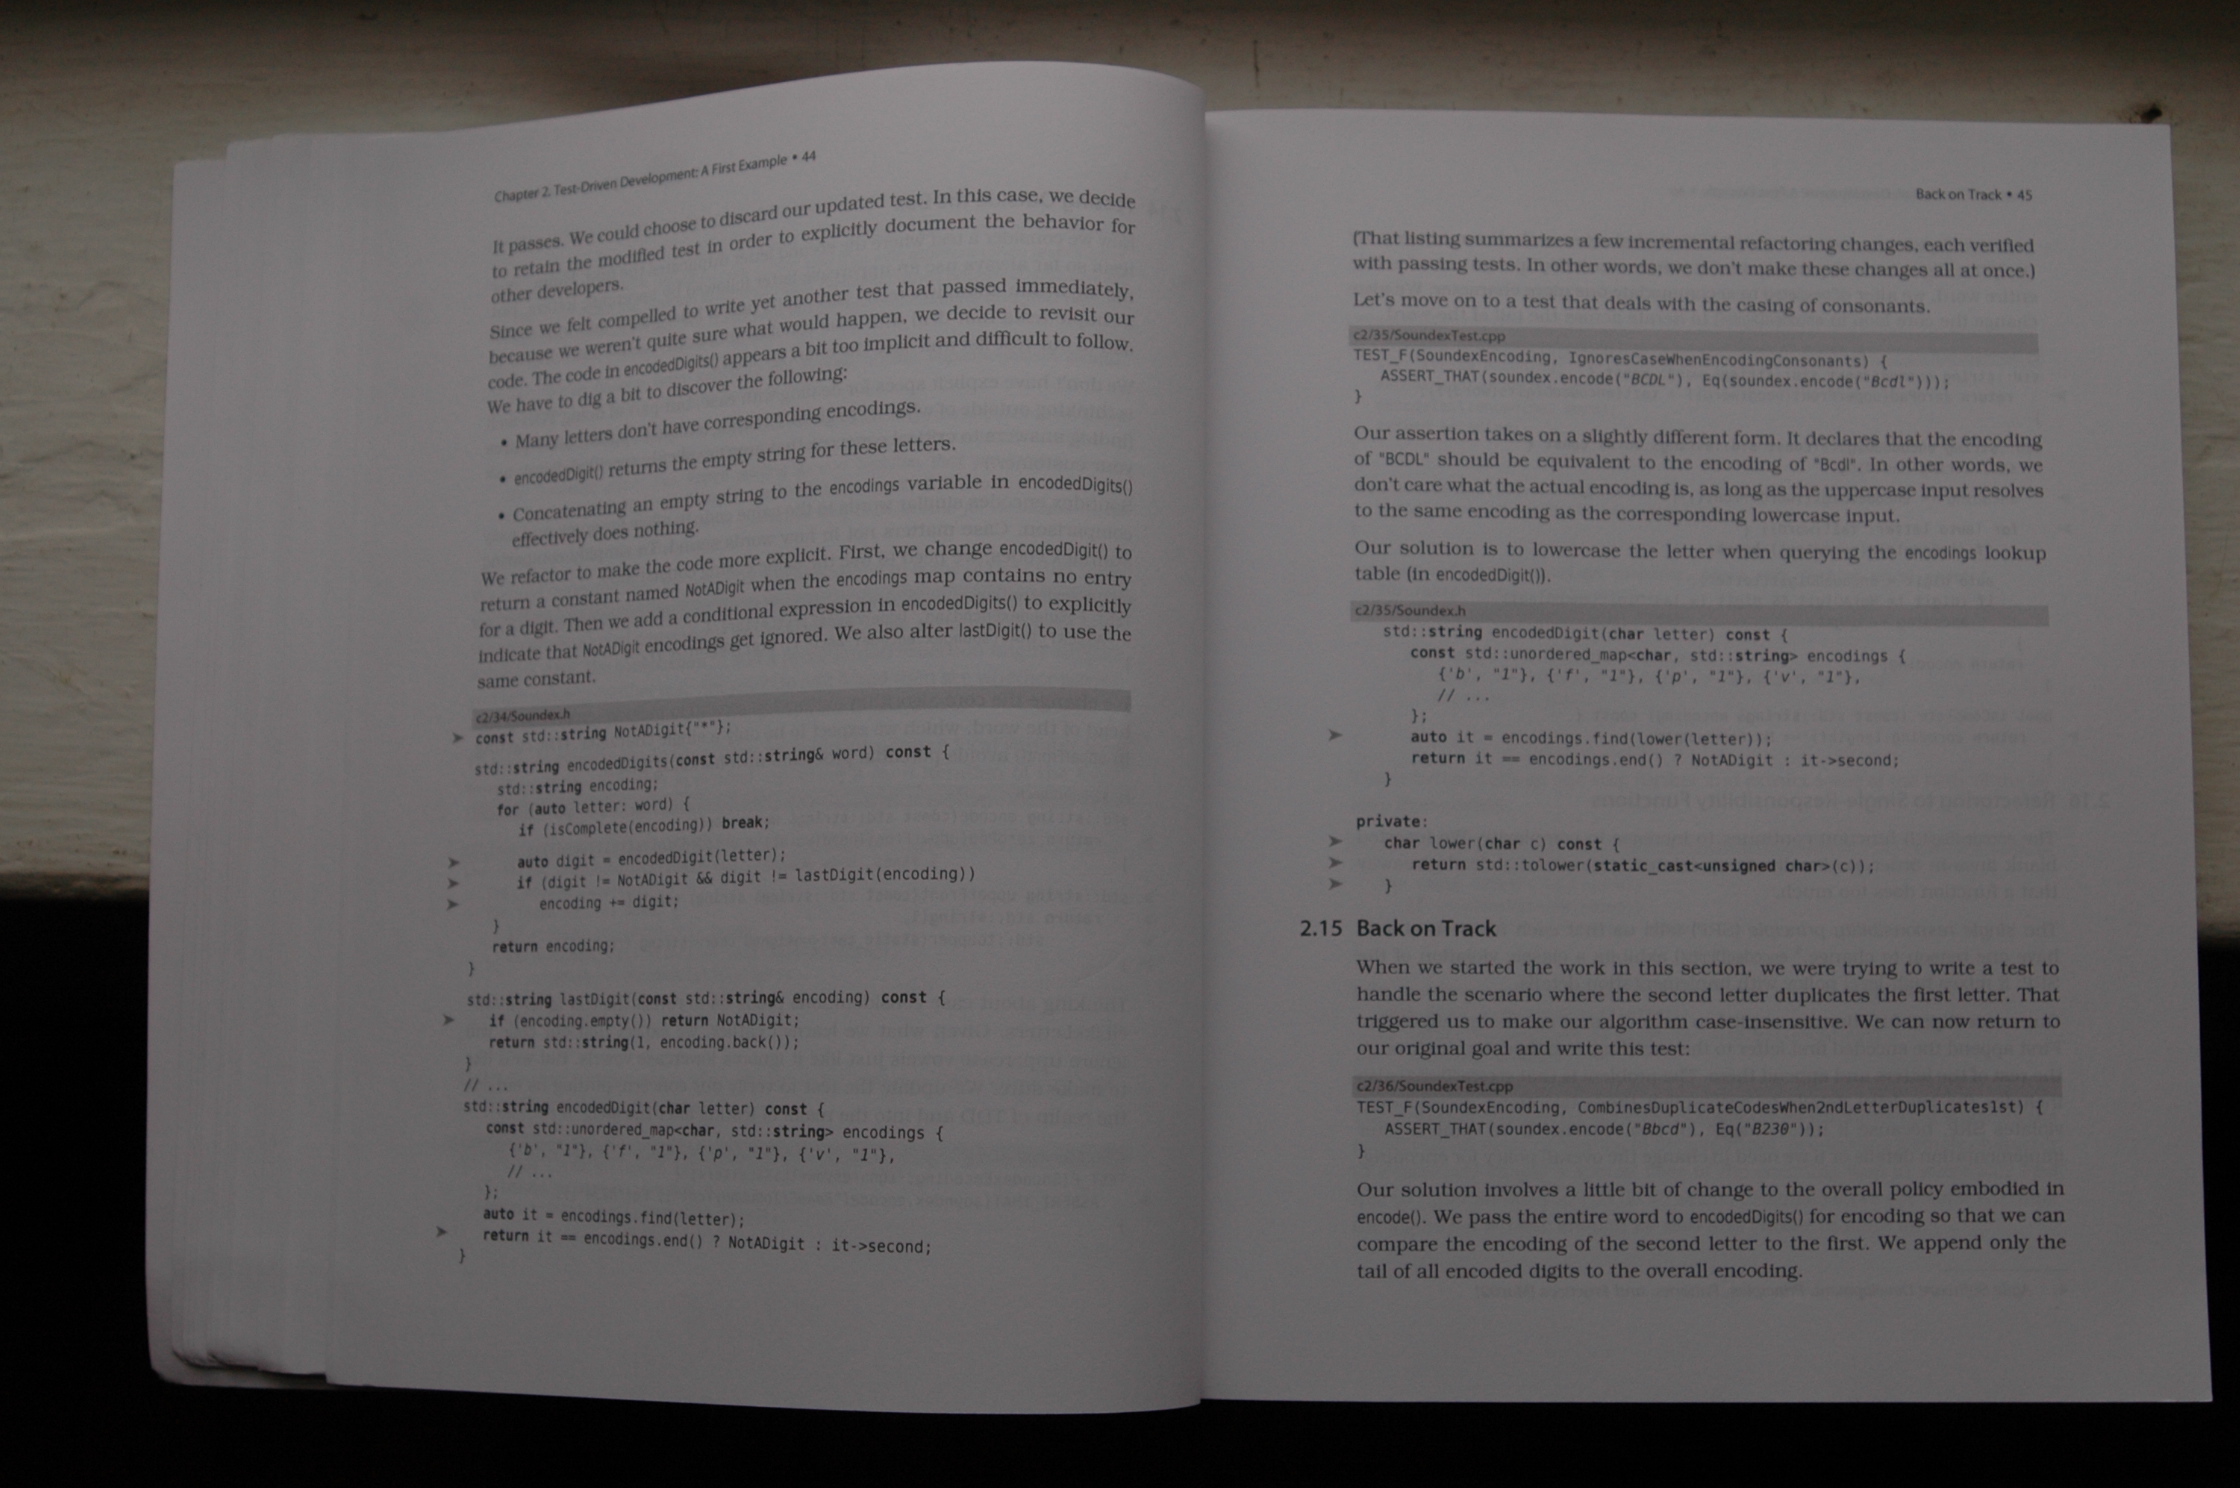 Chapter 2. Test-Driven Development: A First Example • 44
It passes. We could choose to discard our updated test. In this case, we decide
to retain the modified test in order to explicitly document the behavior for
other developers.
Since we felt compelled to write yet another test that passed immediately,
because we weren't quite sure what would happen, we decide to revisit our
code. The code in encodedDigits() appears a bit too implicit and difficult to follow.
We have to dig a bit to discover the following:
• Many letters don't have corresponding encodings.
• encodedDigit() returns the empty string for these letters.
• Concatenating an empty string to the encodings variable in encodedDigits()
effectively does nothing.
We refactor to make the code more explicit. First, we change encodedDigit() to
return a constant named NotADigit when the encodings map contains no entry
for a digit. Then we add a conditional expression in encodedDigits() to explicitly
indicate that NotADigit encodings get ignored. We also alter lastDigit() to use the
same constant.
c2/34/Soundex.h
➤ const std::string NotADigit{"*"};
std::string encodedDigits(const std::string& word) const {
std::string encoding;
for (auto letter: word) {
if (isComplete(encoding)) break;
➤ auto digit = encodedDigit(letter);
➤ if (digit != NotADigit && digit != lastDigit(encoding))
➤ encoding += digit;
}
return encoding;
}
std::string lastDigit(const std::string& encoding) const {
➤ if (encoding.empty()) return NotADigit;
return std::string(1, encoding.back());
}
// ...
std::string encodedDigit(char letter) const {
const std::unordered_map<char, std::string> encodings {
{'b', "1"}, {'f', "1"}, {'p', "1"}, {'v', "1"},
// ...
};
auto it = encodings.find(letter);
➤ return it == encodings.end() ? NotADigit : it->second;
}
Back on Track • 45
(That listing summarizes a few incremental refactoring changes, each verified
with passing tests. In other words, we don't make these changes all at once.)
Let's move on to a test that deals with the casing of consonants.
c2/35/SoundexTest.cpp
TEST_F(SoundexEncoding, IgnoresCaseWhenEncodingConsonants) {
ASSERT_THAT(soundex.encode("BCDL"), Eq(soundex.encode("Bcdl")));
}
Our assertion takes on a slightly different form. It declares that the encoding
of "BCDL" should be equivalent to the encoding of "Bcdl". In other words, we
don't care what the actual encoding is, as long as the uppercase input resolves
to the same encoding as the corresponding lowercase input.
Our solution is to lowercase the letter when querying the encodings lookup
table (in encodedDigit()).
c2/35/Soundex.h
std::string encodedDigit(char letter) const {
const std::unordered_map<char, std::string> encodings {
{'b', "1"}, {'f', "1"}, {'p', "1"}, {'v', "1"},
// ...
};
➤ auto it = encodings.find(lower(letter));
return it == encodings.end() ? NotADigit : it->second;
}
private:
➤ char lower(char c) const {
➤ return std::tolower(static_cast<unsigned char>(c));
➤ }
2.15 Back on Track
When we started the work in this section, we were trying to write a test to
handle the scenario where the second letter duplicates the first letter. That
triggered us to make our algorithm case-insensitive. We can now return to
our original goal and write this test:
c2/36/SoundexTest.cpp
TEST_F(SoundexEncoding, CombinesDuplicateCodesWhen2ndLetterDuplicates1st) {
ASSERT_THAT(soundex.encode("Bbcd"), Eq("B230"));
}
Our solution involves a little bit of change to the overall policy embodied in
encode(). We pass the entire word to encodedDigits() for encoding so that we can
compare the encoding of the second letter to the first. We append only the
tail of all encoded digits to the overall encoding.